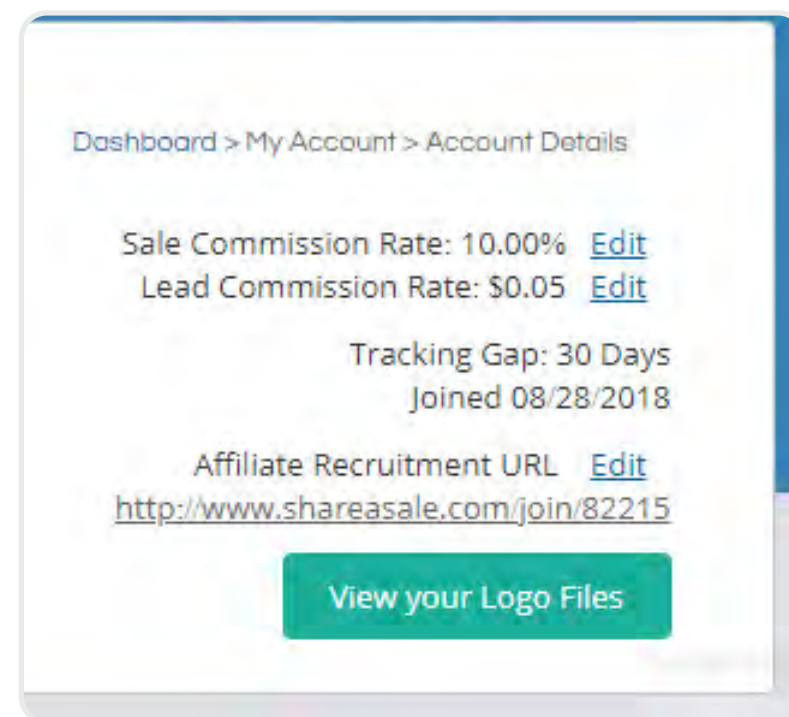 Dashboard > My Account > Account Details
Sale Commission Rate: 10.00% Edit
Lead Commission Rate: $0.05 Edit
Tracking Gap: 30 Days
Joined 08/28/2018
Affiliate Recruitment URL Edit
http://www.shareasale.com/join/82215
View your Logo Files